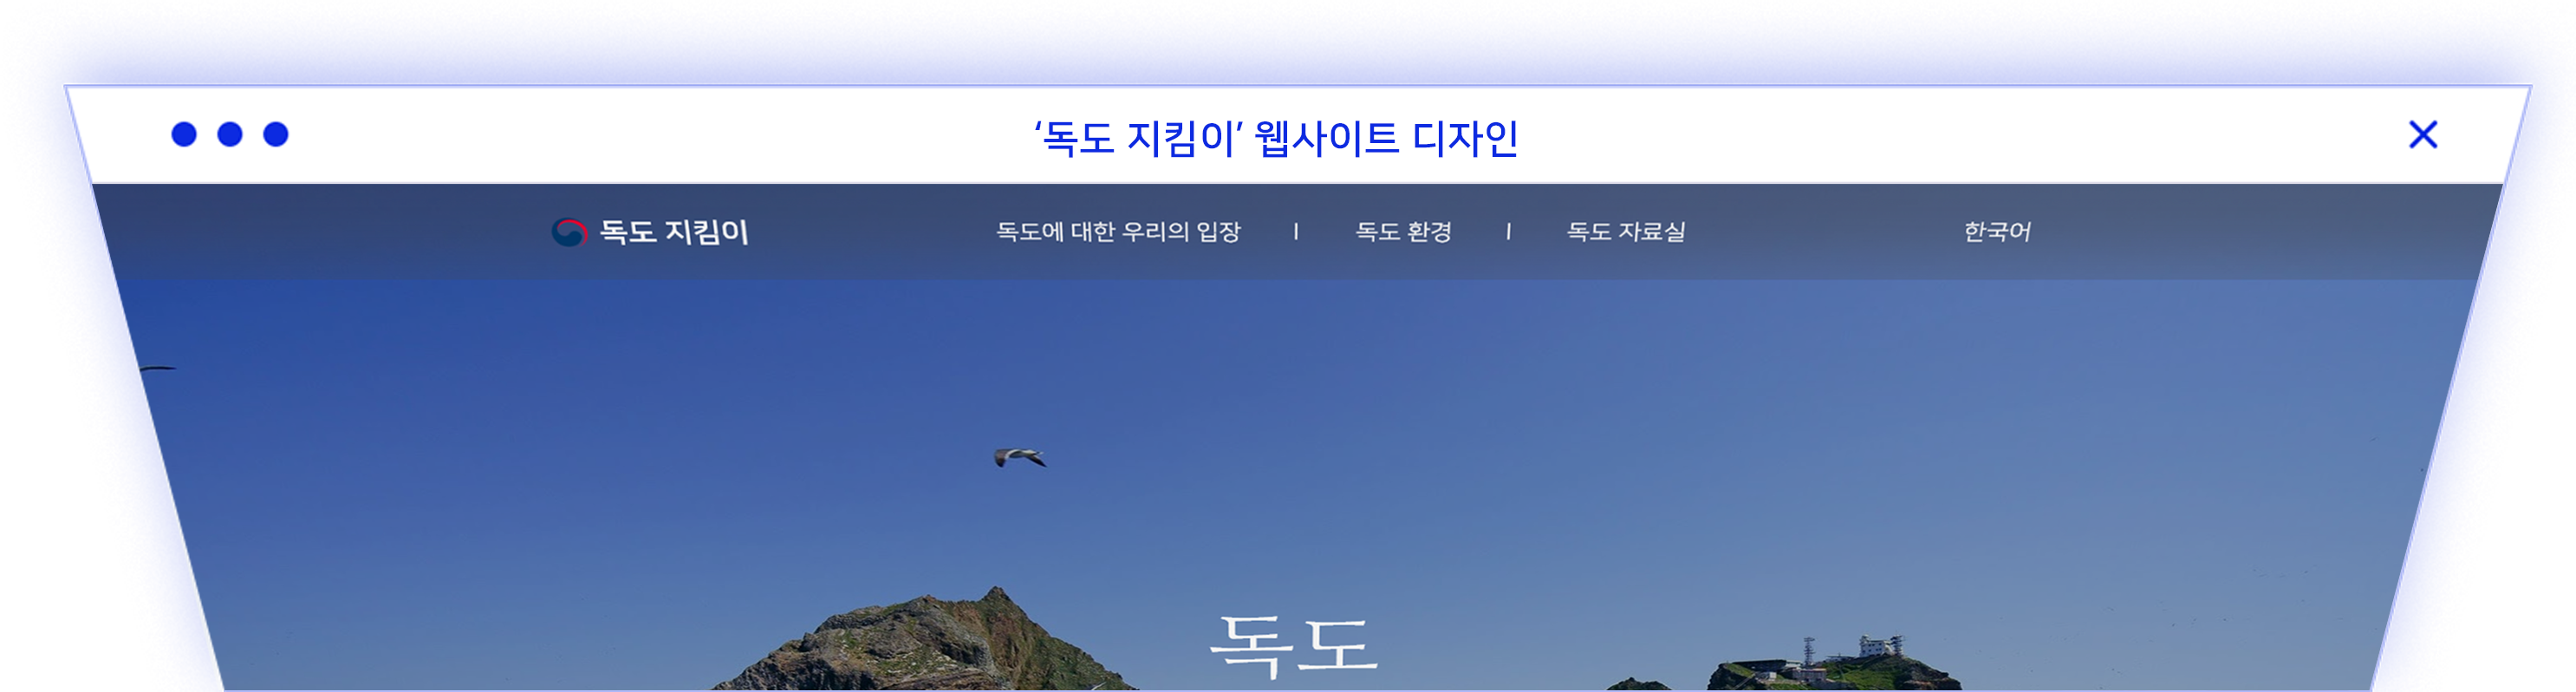 ‘독도 지킴이’ 웹사이트 디자인
독도 지킴이 독도에 대한 우리의 입장 | 독도 환경 | 독도 자료실 한국어
독도